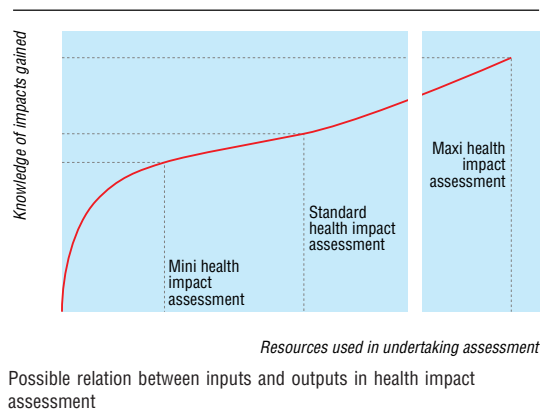 Knowledge of impacts gained
Maxi health
impact
assessment
Standard
health impact
assessment
Mini health
impact
assessment
Resources used in undertaking assessment
Possible relation between inputs and outputs in health impact
assessment